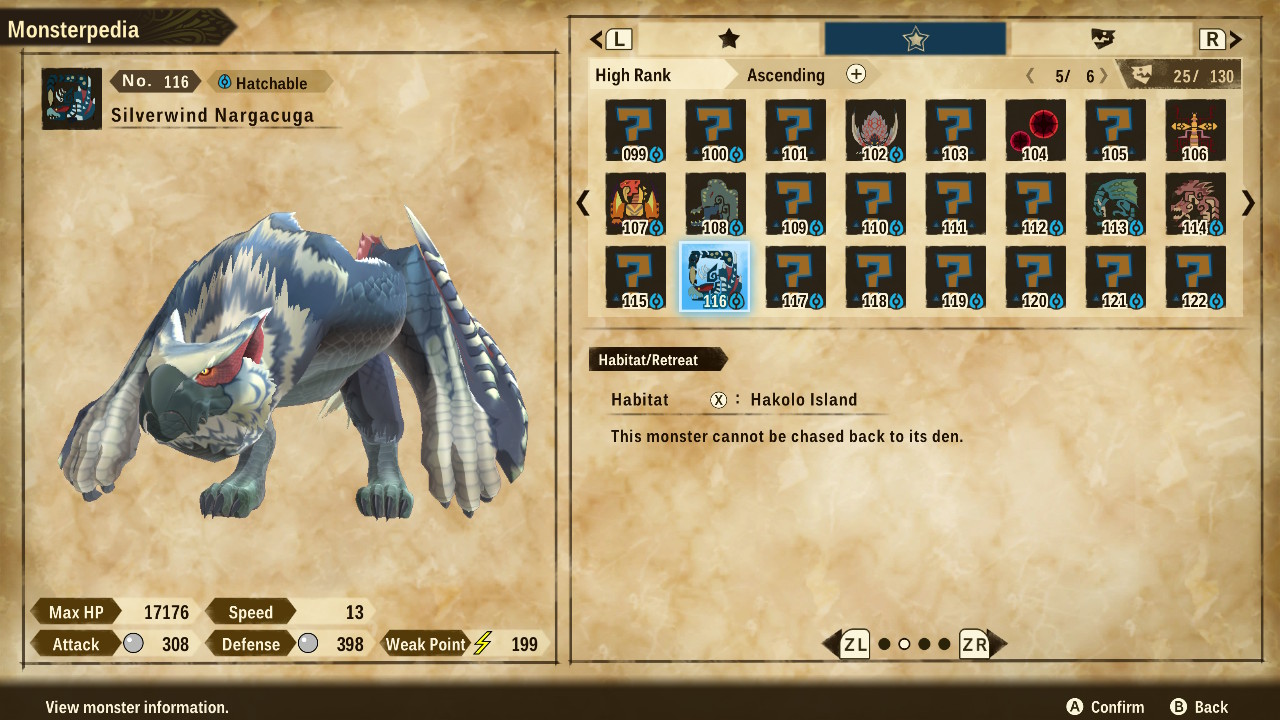 Monsterpedia
No. 116
Hatchable
Silverwind Nargacuga
L
R
High Rank
Ascending
5/ 6
25/ 130
099 100 101 102 103 104 105 106
107 108 109 110 111 112 113 114
115 116 117 118 119 120 121 122
Habitat/Retreat
Habitat X : Hakolo Island
This monster cannot be chased back to its den.
Max HP 17176
Speed 13
Attack 308
Defense 398
Weak Point 199
ZL
ZR
View monster information.
A Confirm
B Back